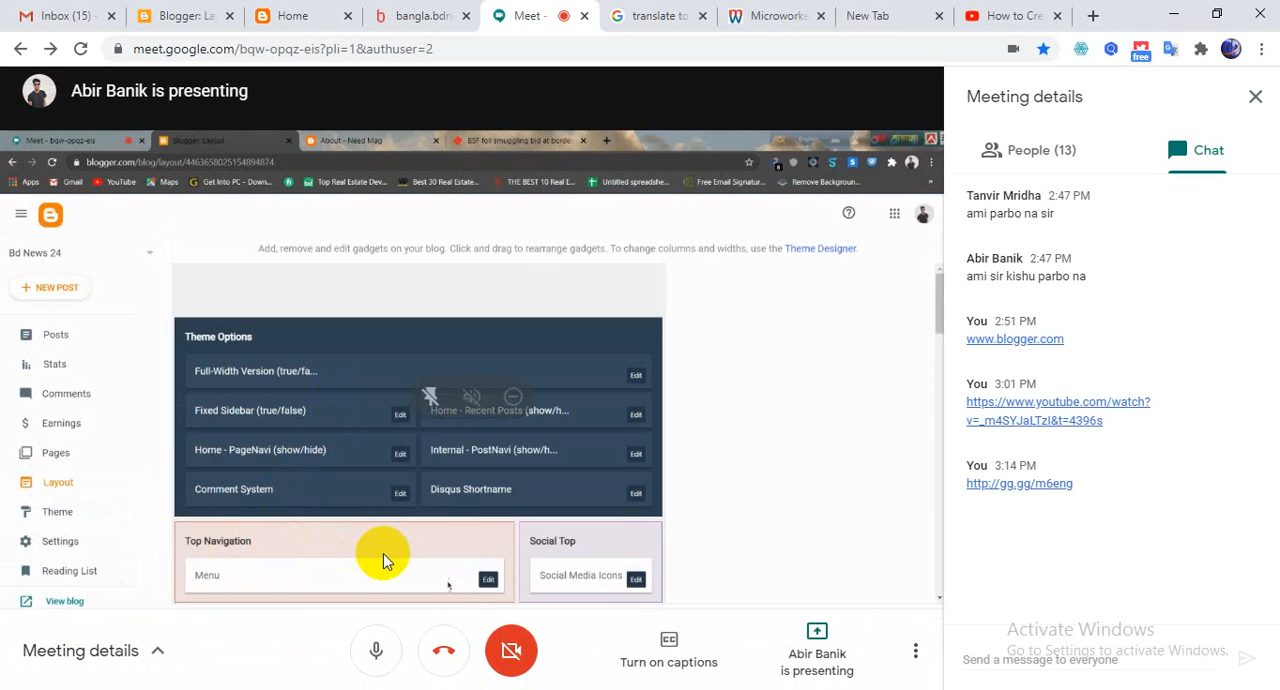 Inbox (15) -
Blogger: La
Home
bangla.bdn
Meet -
translate to
Microworke
New Tab
How to Cre
meet.google.com/bqw-opqz-eis?pli=1&authuser=2
free
Abir Banik is presenting
Meet - bqw-opqz-eis
Blogger: Layout
About - Need Mag
BSF foil smuggling bid at borde
blogger.com/blog/layout/4463658025154894874
Apps
Gmail
YouTube
Maps
Get Into PC - Down...
Top Real Estate Dev...
Best 30 Real Estate...
THE BEST 10 Real E...
Untitled spreadshe...
Free Email Signatur...
Remove Backgroun...
Add, remove and edit gadgets on your blog. Click and drag to rearrange gadgets. To change columns and widths, use the Theme Designer.
Bd News 24
+ NEW POST
Posts
Stats
Comments
Earnings
Pages
Layout
Theme
Settings
Reading List
View blog
Theme Options
Full-Width Version (true/fa...
Edit
Fixed Sidebar (true/false)
Edit
Home - Recent Posts (show/h...
Edit
Home - PageNavi (show/hide)
Edit
Internal - PostNavi (show/h...
Edit
Comment System
Edit
Disqus Shortname
Edit
Top Navigation
Menu
Edit
Social Top
Social Media Icons
Edit
Meeting details
Turn on captions
Abir Banik
is presenting
Meeting details
People (13)
Chat
Tanvir Mridha 2:47 PM
ami parbo na sir
Abir Banik 2:47 PM
ami sir kishu parbo na
You 2:51 PM
www.blogger.com
You 3:01 PM
https://www.youtube.com/watch?
v=_m4SYJaLTzI&t=4396s
You 3:14 PM
http://gg.gg/m6eng
Activate Windows
Go to Settings to activate Windows.
Send a message to everyone